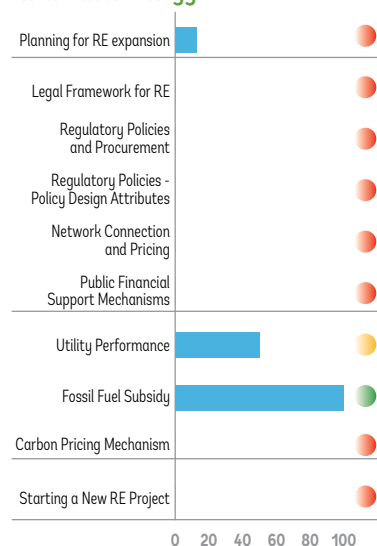 Planning for RE expansion
Legal Framework for RE
Regulatory Policies
and Procurement
Regulatory Policies -
Policy Design Attributes
Network Connection
and Pricing
Public Financial
Support Mechanisms
Utility Performance
Fossil Fuel Subsidy
Carbon Pricing Mechanism
Starting a New RE Project
0 20 40 60 80 100